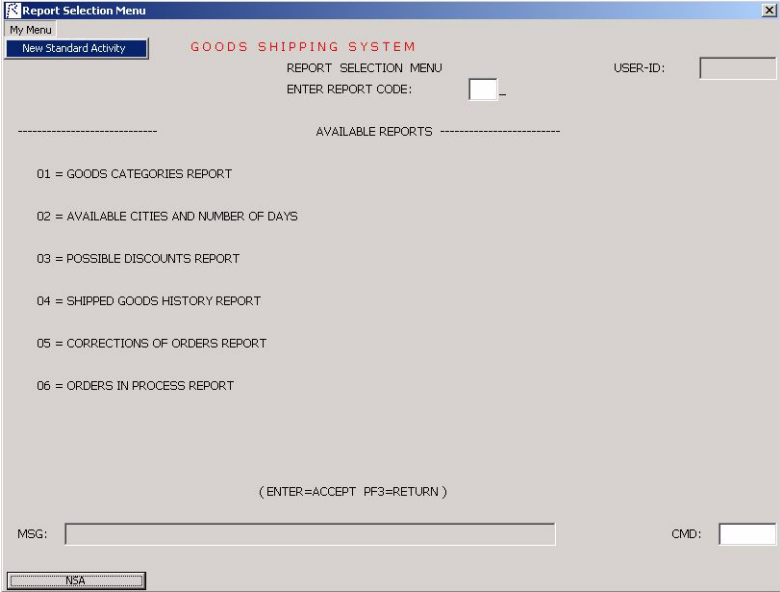 Report Selection Menu
My Menu
New Standard Activity
GOODS SHIPPING SYSTEM
REPORT SELECTION MENU USER-ID:
ENTER REPORT CODE: _
----------------------------- AVAILABLE REPORTS -------------------------
01 = GOODS CATEGORIES REPORT
02 = AVAILABLE CITIES AND NUMBER OF DAYS
03 = POSSIBLE DISCOUNTS REPORT
04 = SHIPPED GOODS HISTORY REPORT
05 = CORRECTIONS OF ORDERS REPORT
06 = ORDERS IN PROCESS REPORT
( ENTER=ACCEPT PF3=RETURN )
MSG: CMD:
NSA